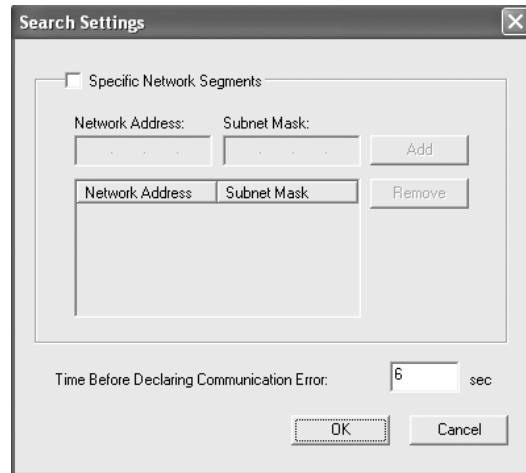 Search Settings
Specific Network Segments
Network Address: Subnet Mask:
. . . . . . Add
Network Address Subnet Mask Remove
Time Before Declaring Communication Error: 6 sec
OK Cancel